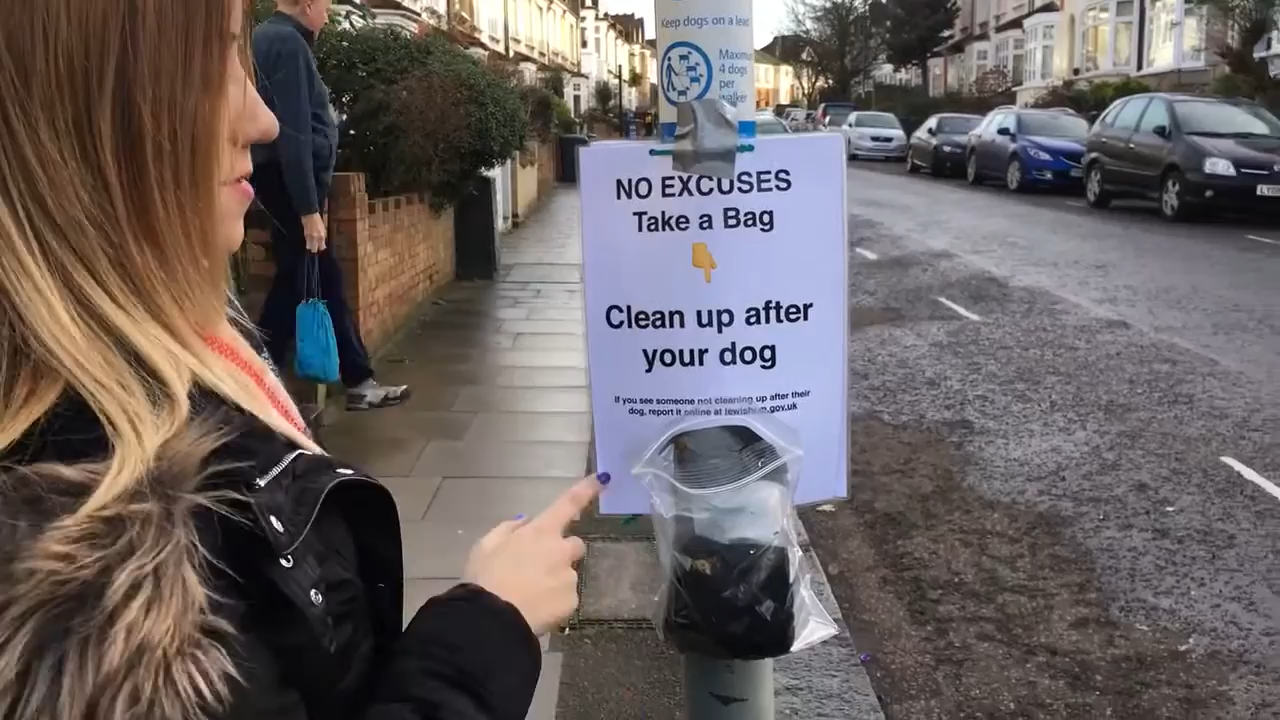 Keep dogs on a lead
Maximum
4 dogs
per
walker
NO EXCUSES
Take a Bag
Clean up after
your dog
If you see someone not cleaning up after their
dog, report it online at lewisham.gov.uk